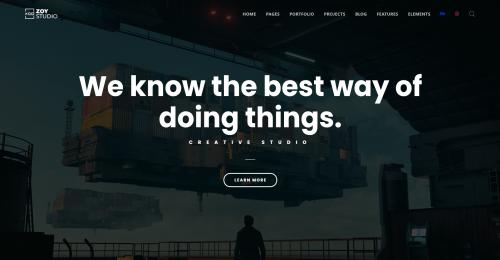 ZOY
STUDIO
HOME PAGES PORTFOLIO PROJECTS BLOG FEATURES ELEMENTS
We know the best way of
doing things.
CREATIVE STUDIO
LEARN MORE